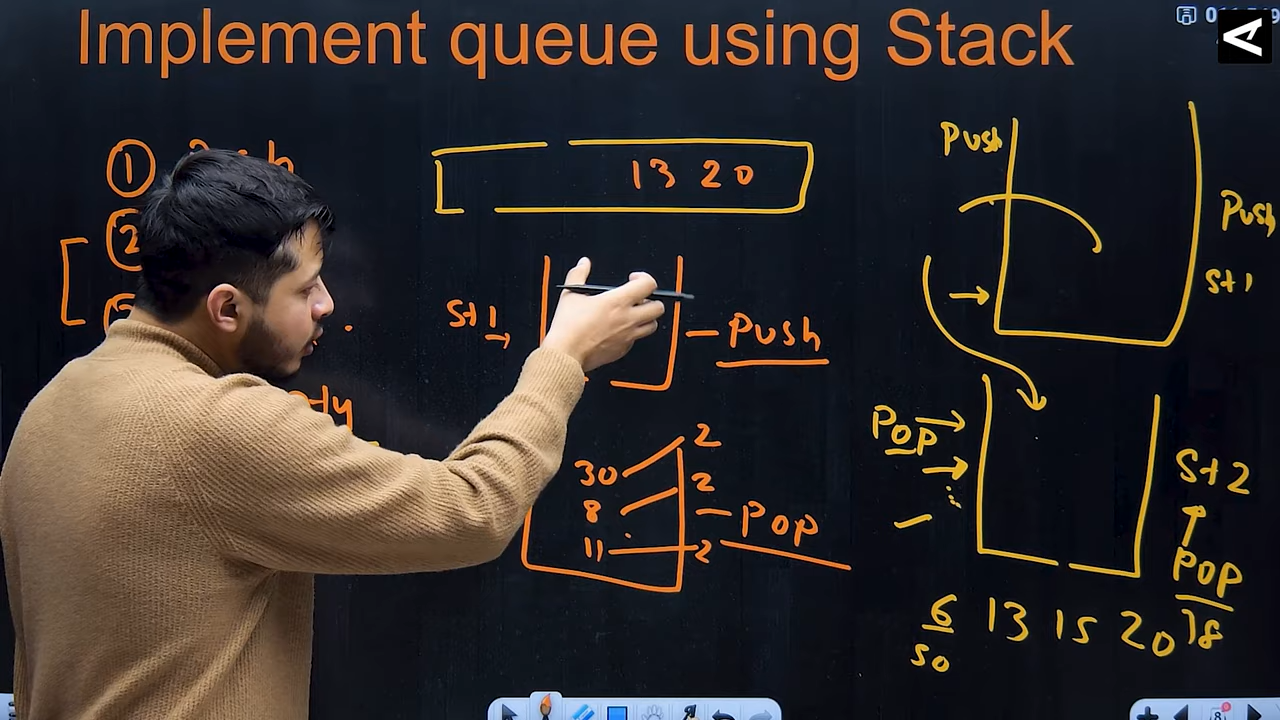 Implement queue using Stack
①
②
13 20
St1
Push
30 2
8 2
Pop
11 2
Push
Push
St1
Pop
St2
Pop
6 13 15 20 18
50